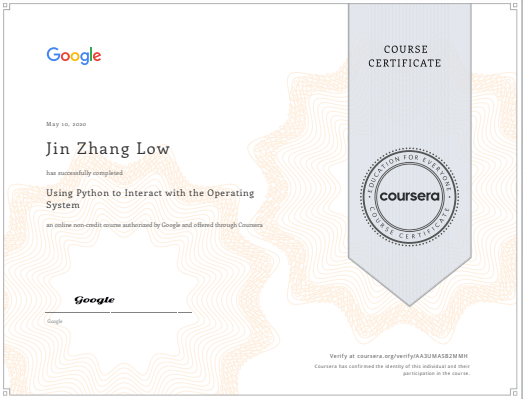 Google
COURSE
CERTIFICATE
May 10, 2020
Jin Zhang Low
has successfully completed
Using Python to Interact with the Operating
System
an online non-credit course authorized by Google and offered through Coursera
EDUCATION FOR EVERYONE
coursera
COURSE CERTIFICATE
Google
Google
Verify at coursera.org/verify/AA3UMASB2MMH
Coursera has confirmed the identity of this individual and their
participation in the course.